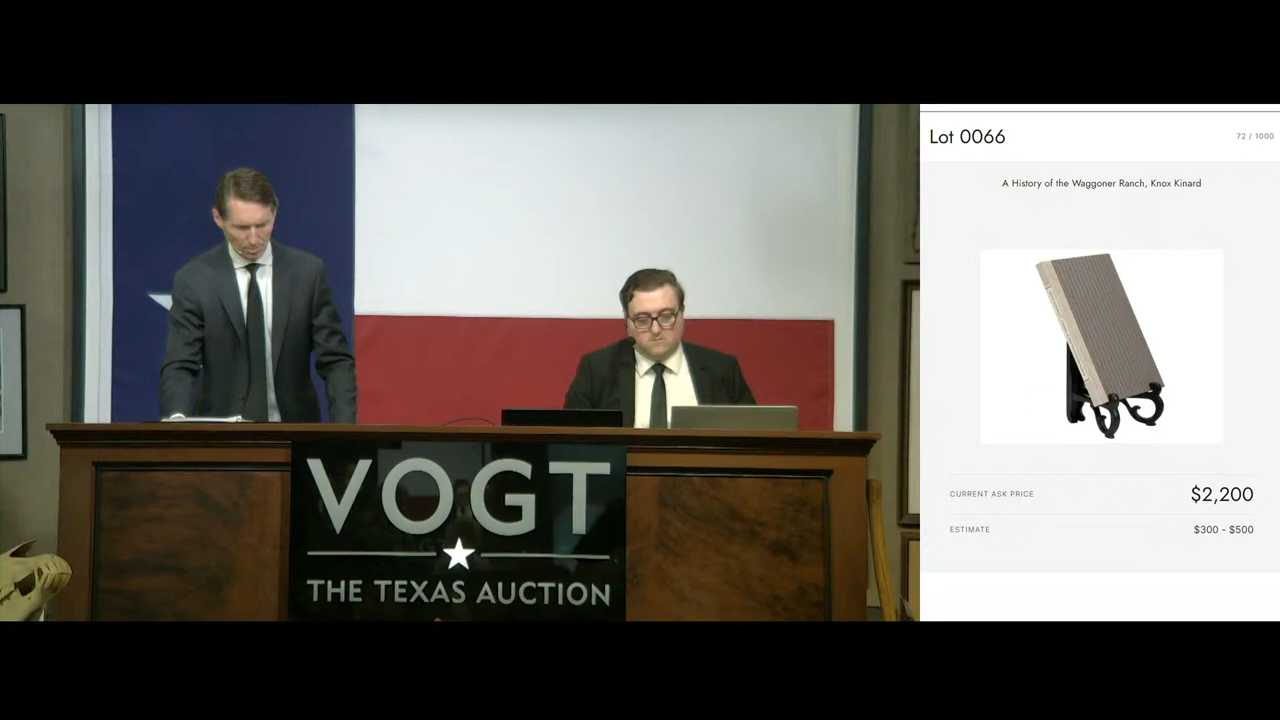 VOGT
THE TEXAS AUCTION
Lot 0066
72 / 1000
A History of the Waggoner Ranch, Knox Kinard
CURRENT ASK PRICE
$2,200
ESTIMATE
$300 - $500